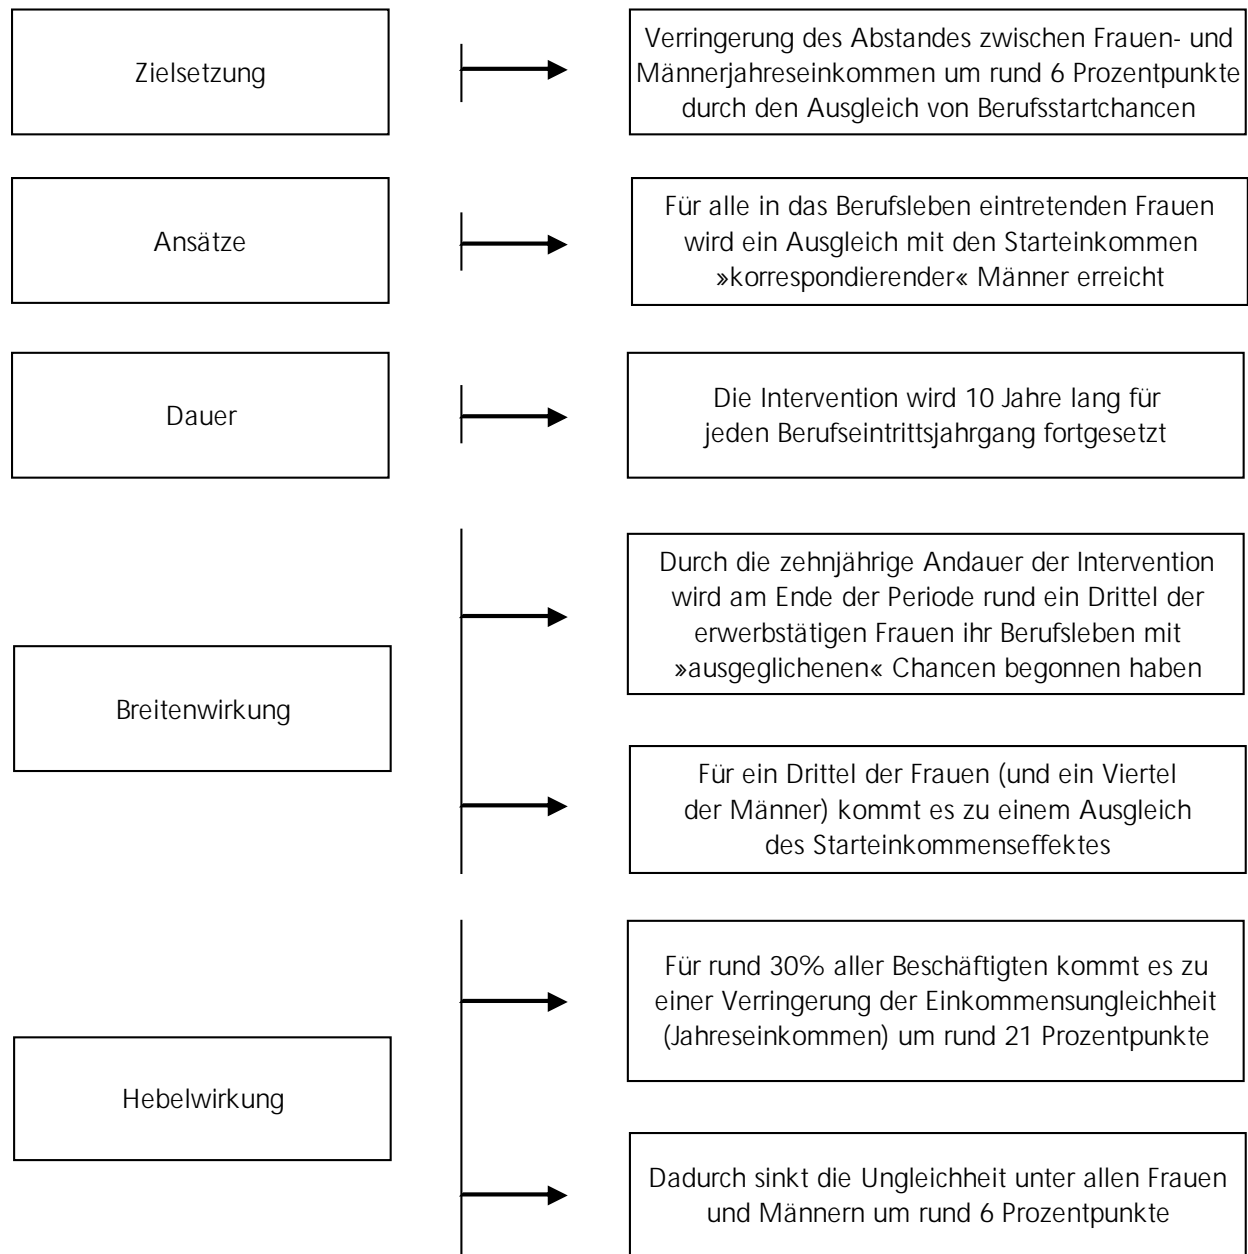 Zielsetzung
Verringerung des Abstandes zwischen Frauen- und
Männerjahreseinkommen um rund 6 Prozentpunkte
durch den Ausgleich von Berufsstartchancen
Ansätze
Für alle in das Berufsleben eintretenden Frauen
wird ein Ausgleich mit den Starteinkommen
»korrespondierender« Männer erreicht
Dauer
Die Intervention wird 10 Jahre lang für
jeden Berufseintrittsjahrgang fortgesetzt
Breitenwirkung
Durch die zehnjährige Andauer der Intervention
wird am Ende der Periode rund ein Drittel der
erwerbstätigen Frauen ihr Berufsleben mit
»ausgeglichenen« Chancen begonnen haben
Für ein Drittel der Frauen (und ein Viertel
der Männer) kommt es zu einem Ausgleich
des Starteinkommenseffektes
Hebelwirkung
Für rund 30% aller Beschäftigten kommt es zu
einer Verringerung der Einkommensungleichheit
(Jahreseinkommen) um rund 21 Prozentpunkte
Dadurch sinkt die Ungleichheit unter allen Frauen
und Männern um rund 6 Prozentpunkte